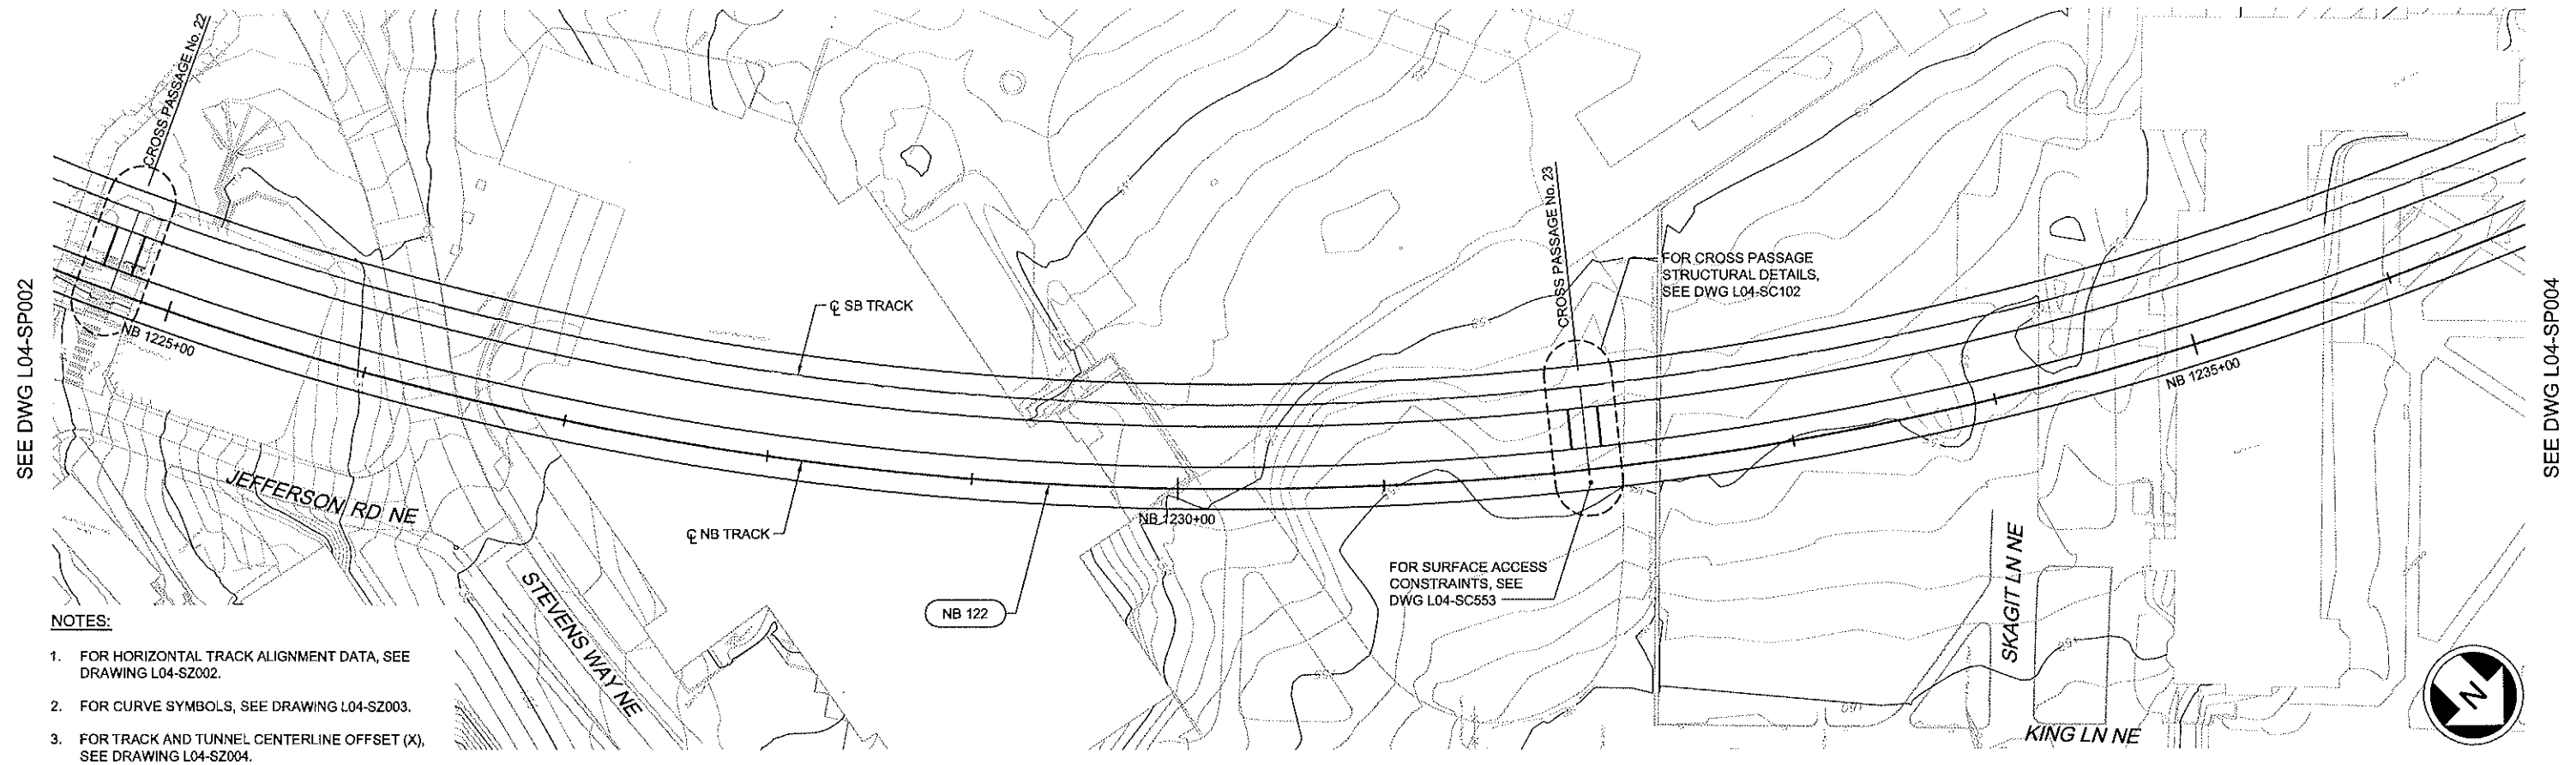 CROSS PASSAGE No. 22
SEE DWG L04-SP002
NB 1225+00
JEFFERSON RD NE
STEVENS WAY NE
℄ SB TRACK
℄ NB TRACK
NB 122
NB 1230+00
CROSS PASSAGE No. 23
FOR CROSS PASSAGE
STRUCTURAL DETAILS,
SEE DWG L04-SC102
FOR SURFACE ACCESS
CONSTRAINTS, SEE
DWG L04-SC553
NB 1235+00
SKAGIT LN NE
KING LN NE
SEE DWG L04-SP004
N
NOTES:
1. FOR HORIZONTAL TRACK ALIGNMENT DATA, SEE
DRAWING L04-SZ002.
2. FOR CURVE SYMBOLS, SEE DRAWING L04-SZ003.
3. FOR TRACK AND TUNNEL CENTERLINE OFFSET (X),
SEE DRAWING L04-SZ004.